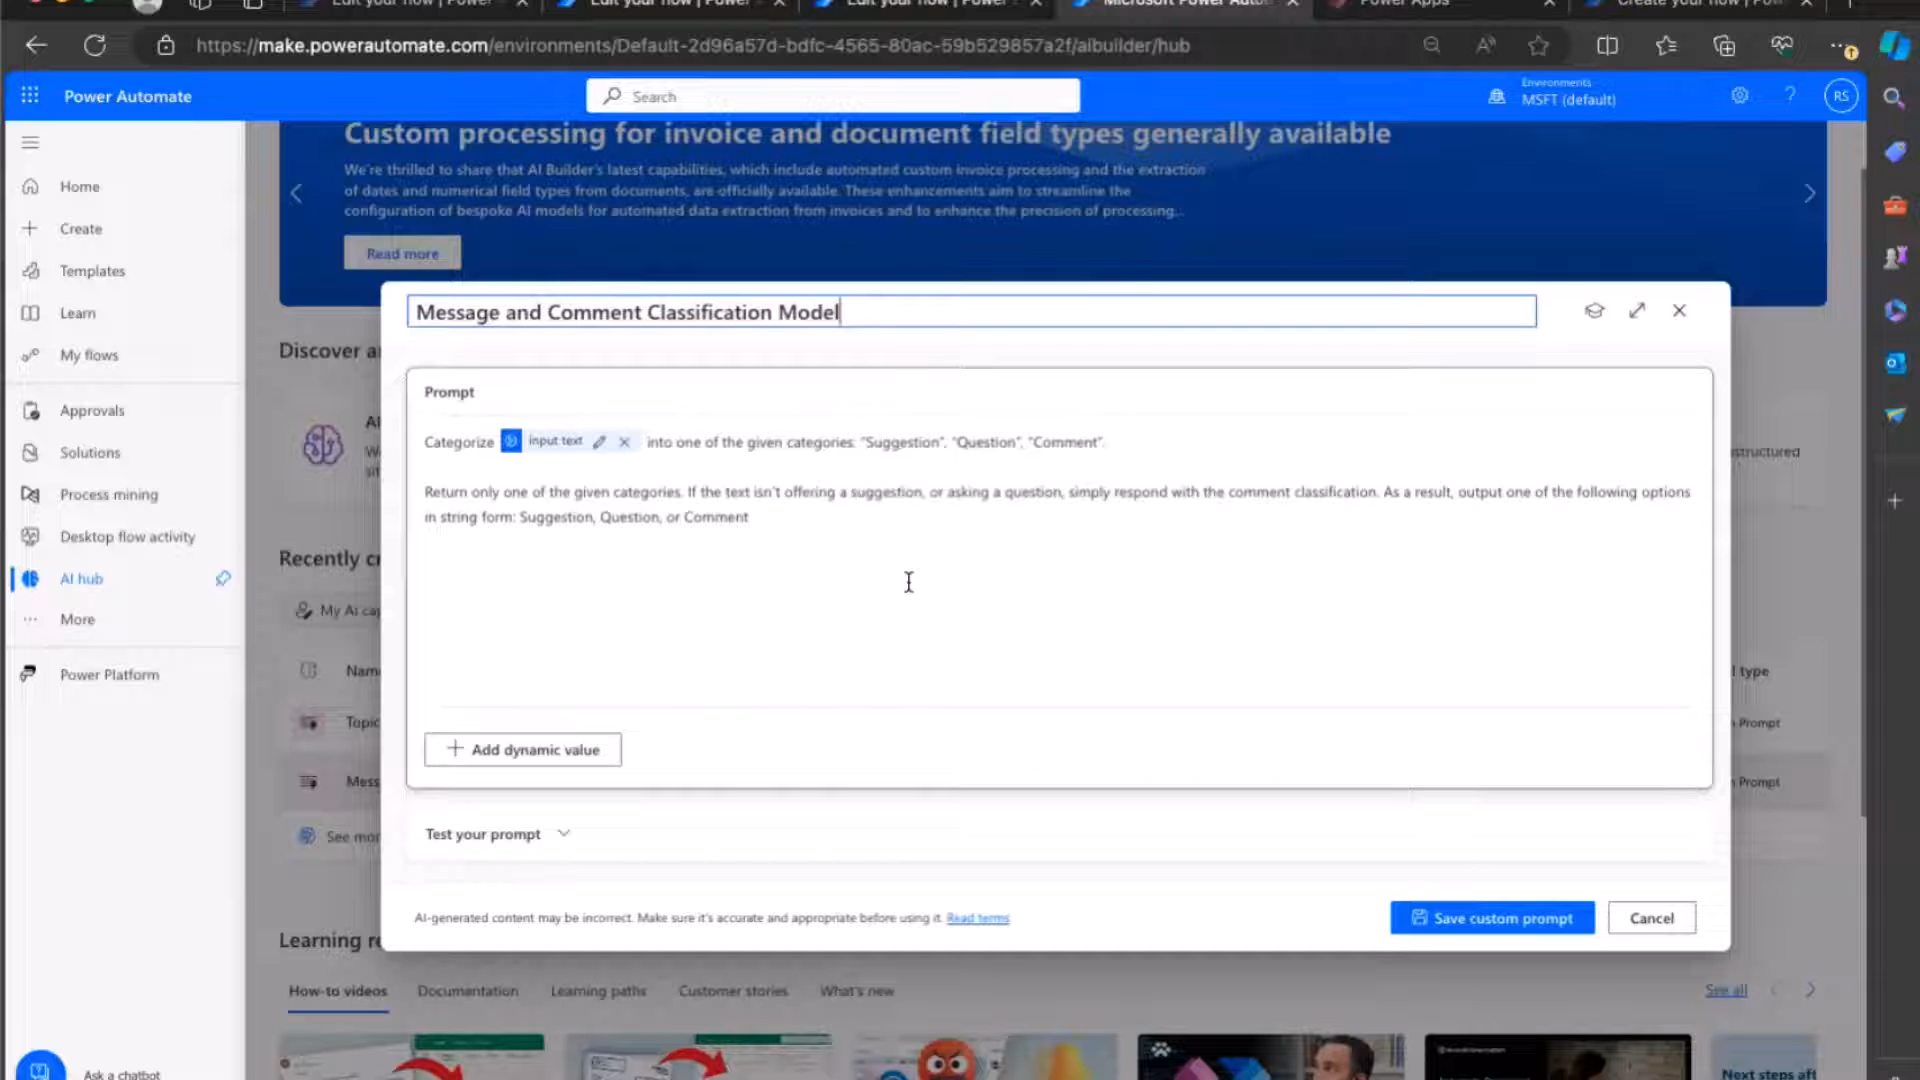 https://make.powerautomate.com/environments/Default-2d96a57d-bdfc-4565-80ac-59b529857a2f/aibuilder/hub
Power Automate
Search
Environments
MSFT (default)
RS
Home
Create
Templates
Learn
My flows
Approvals
Solutions
Process mining
Desktop flow activity
AI hub
More
Power Platform
Ask a chatbot
Custom processing for invoice and document field types generally available
We're thrilled to share that AI Builder's latest capabilities, which include automated custom invoice processing and the extraction
of dates and numerical field types from documents, are officially available. These enhancements aim to streamline the
configuration of bespoke AI models for automated data extraction from invoices and to enhance the precision of processing...
Read more
Discover
Message and Comment Classification Model
Prompt
Categorize input text into one of the given categories: "Suggestion", "Question", "Comment".
Return only one of the given categories. If the text isn't offering a suggestion, or asking a question, simply respond with the comment classification. As a result, output one of the following options
in string form: Suggestion, Question, or Comment
Add dynamic value
Test your prompt
AI-generated content may be incorrect. Make sure it's accurate and appropriate before using it. Read terms
Save custom prompt
Cancel
structured
Recently
My AI
type
Prompt
Prompt
Learning
How-to videos
Documentation
Learning paths
Customer stories
What's new
See all